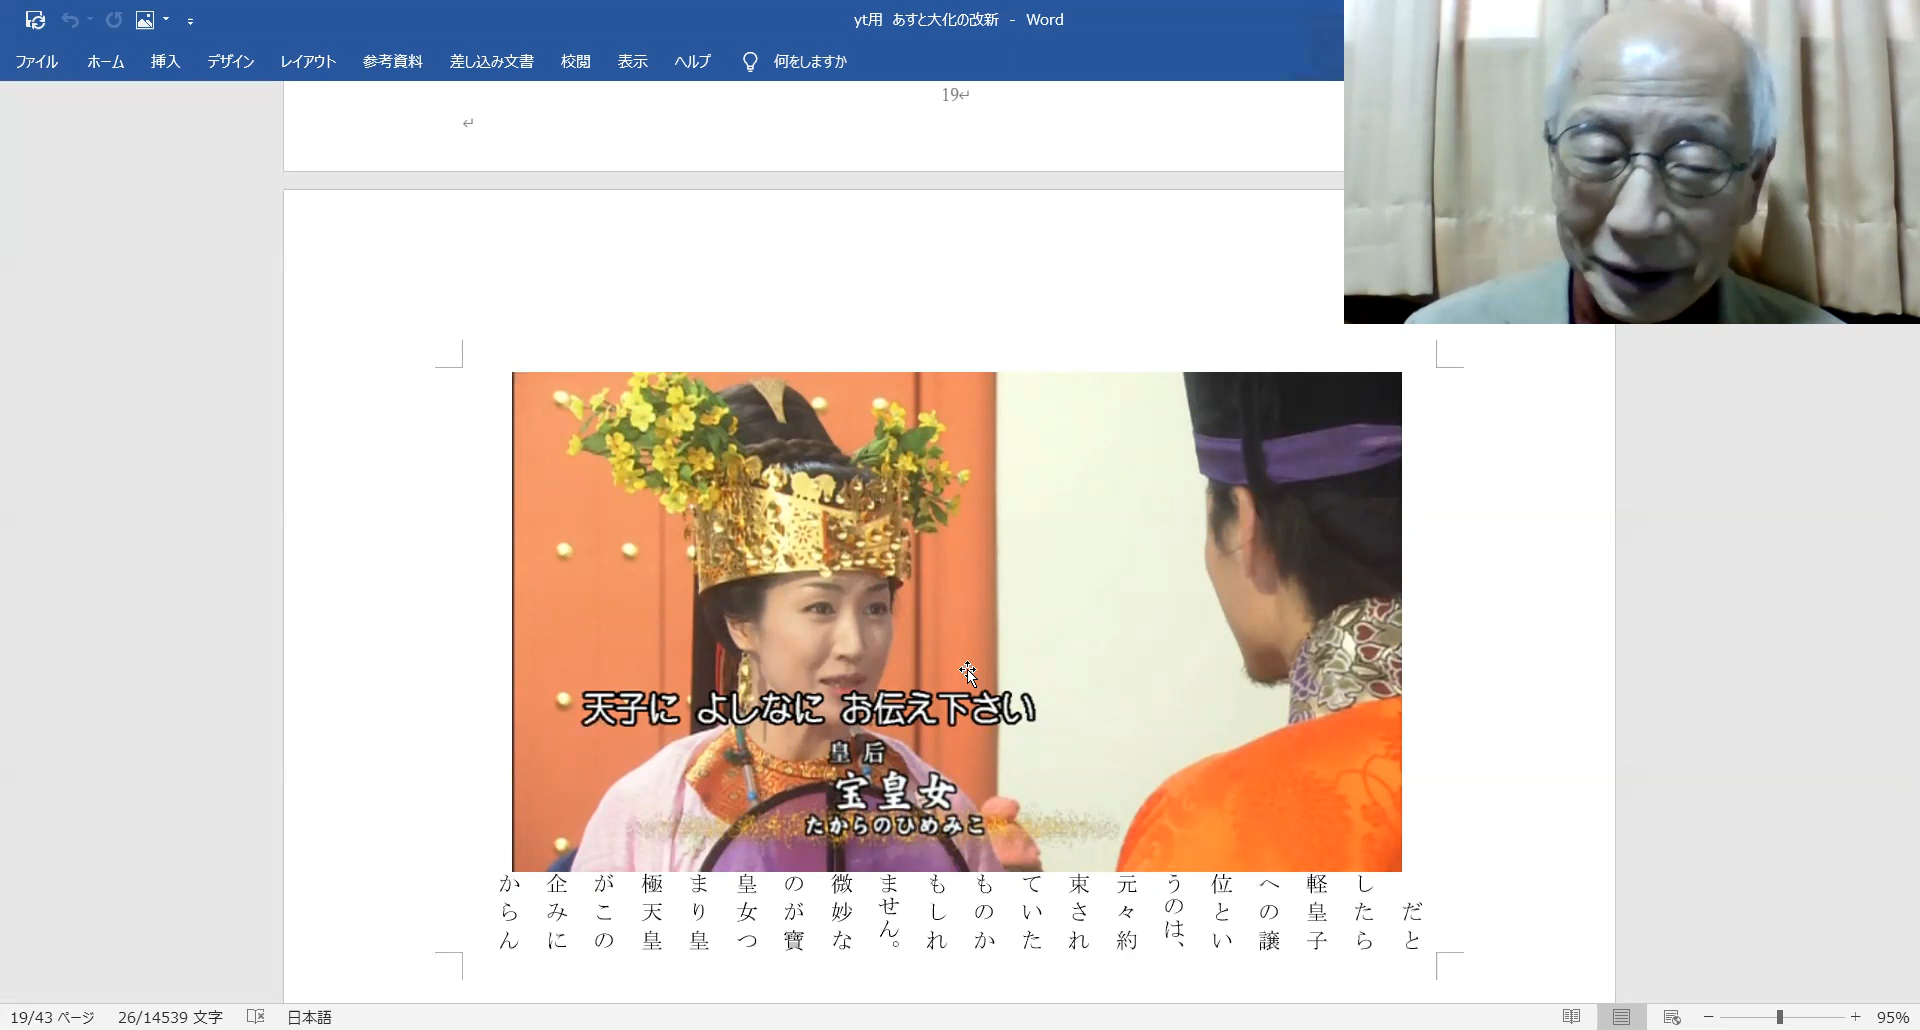 yt用 あすと大化の改新 - Word
ファイル ホーム 挿入 デザイン レイアウト 参考資料 差し込み文書 校閲 表示 ヘルプ 何をしますか
19
天子に よしなに お伝え下さい
皇后
宝皇女
たからのひめみこ
だと
したら
軽皇子
への譲
位とい
うのは、
元々約
束され
ていた
ものか
もしれ
ません。
微妙な
のが寶
皇女つ
まり皇
極天皇
がこの
企みに
からん
19/43 ページ 26/14539 文字 日本語 95%